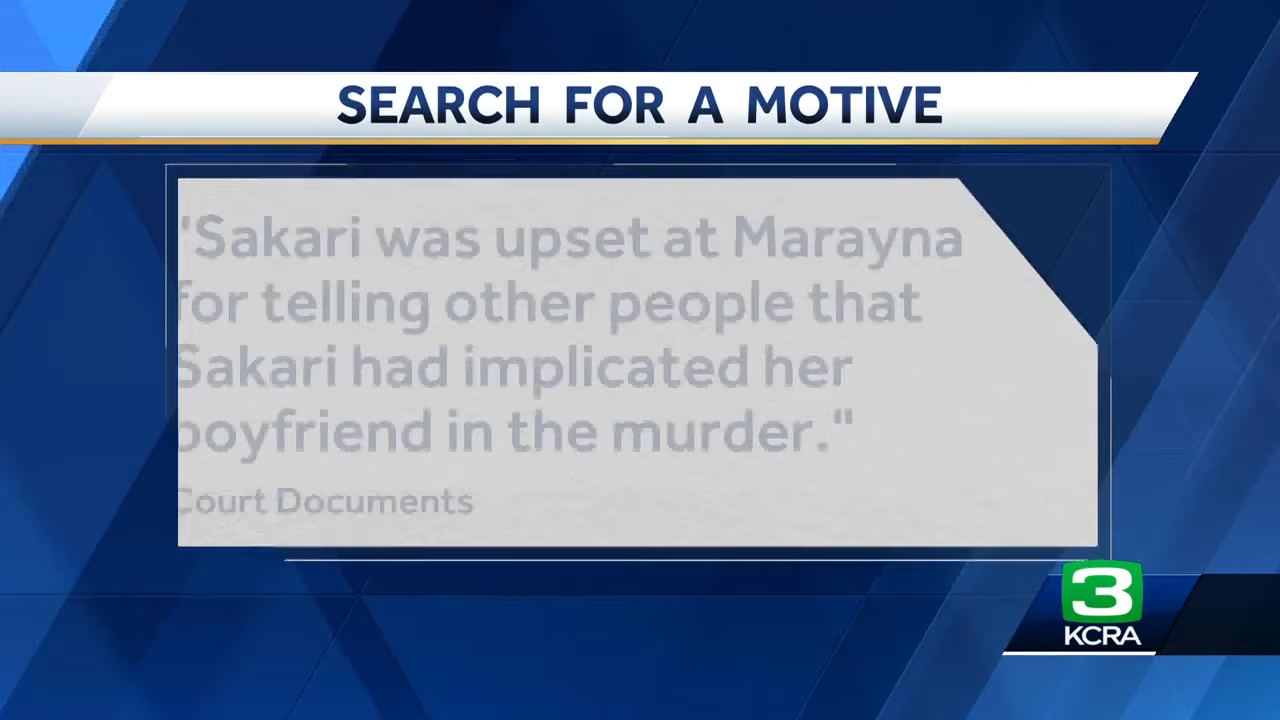 SEARCH FOR A MOTIVE
"Sakari was upset at Marayna
for telling other people that
Sakari had implicated her
boyfriend in the murder."
Court Documents
3
KCRA